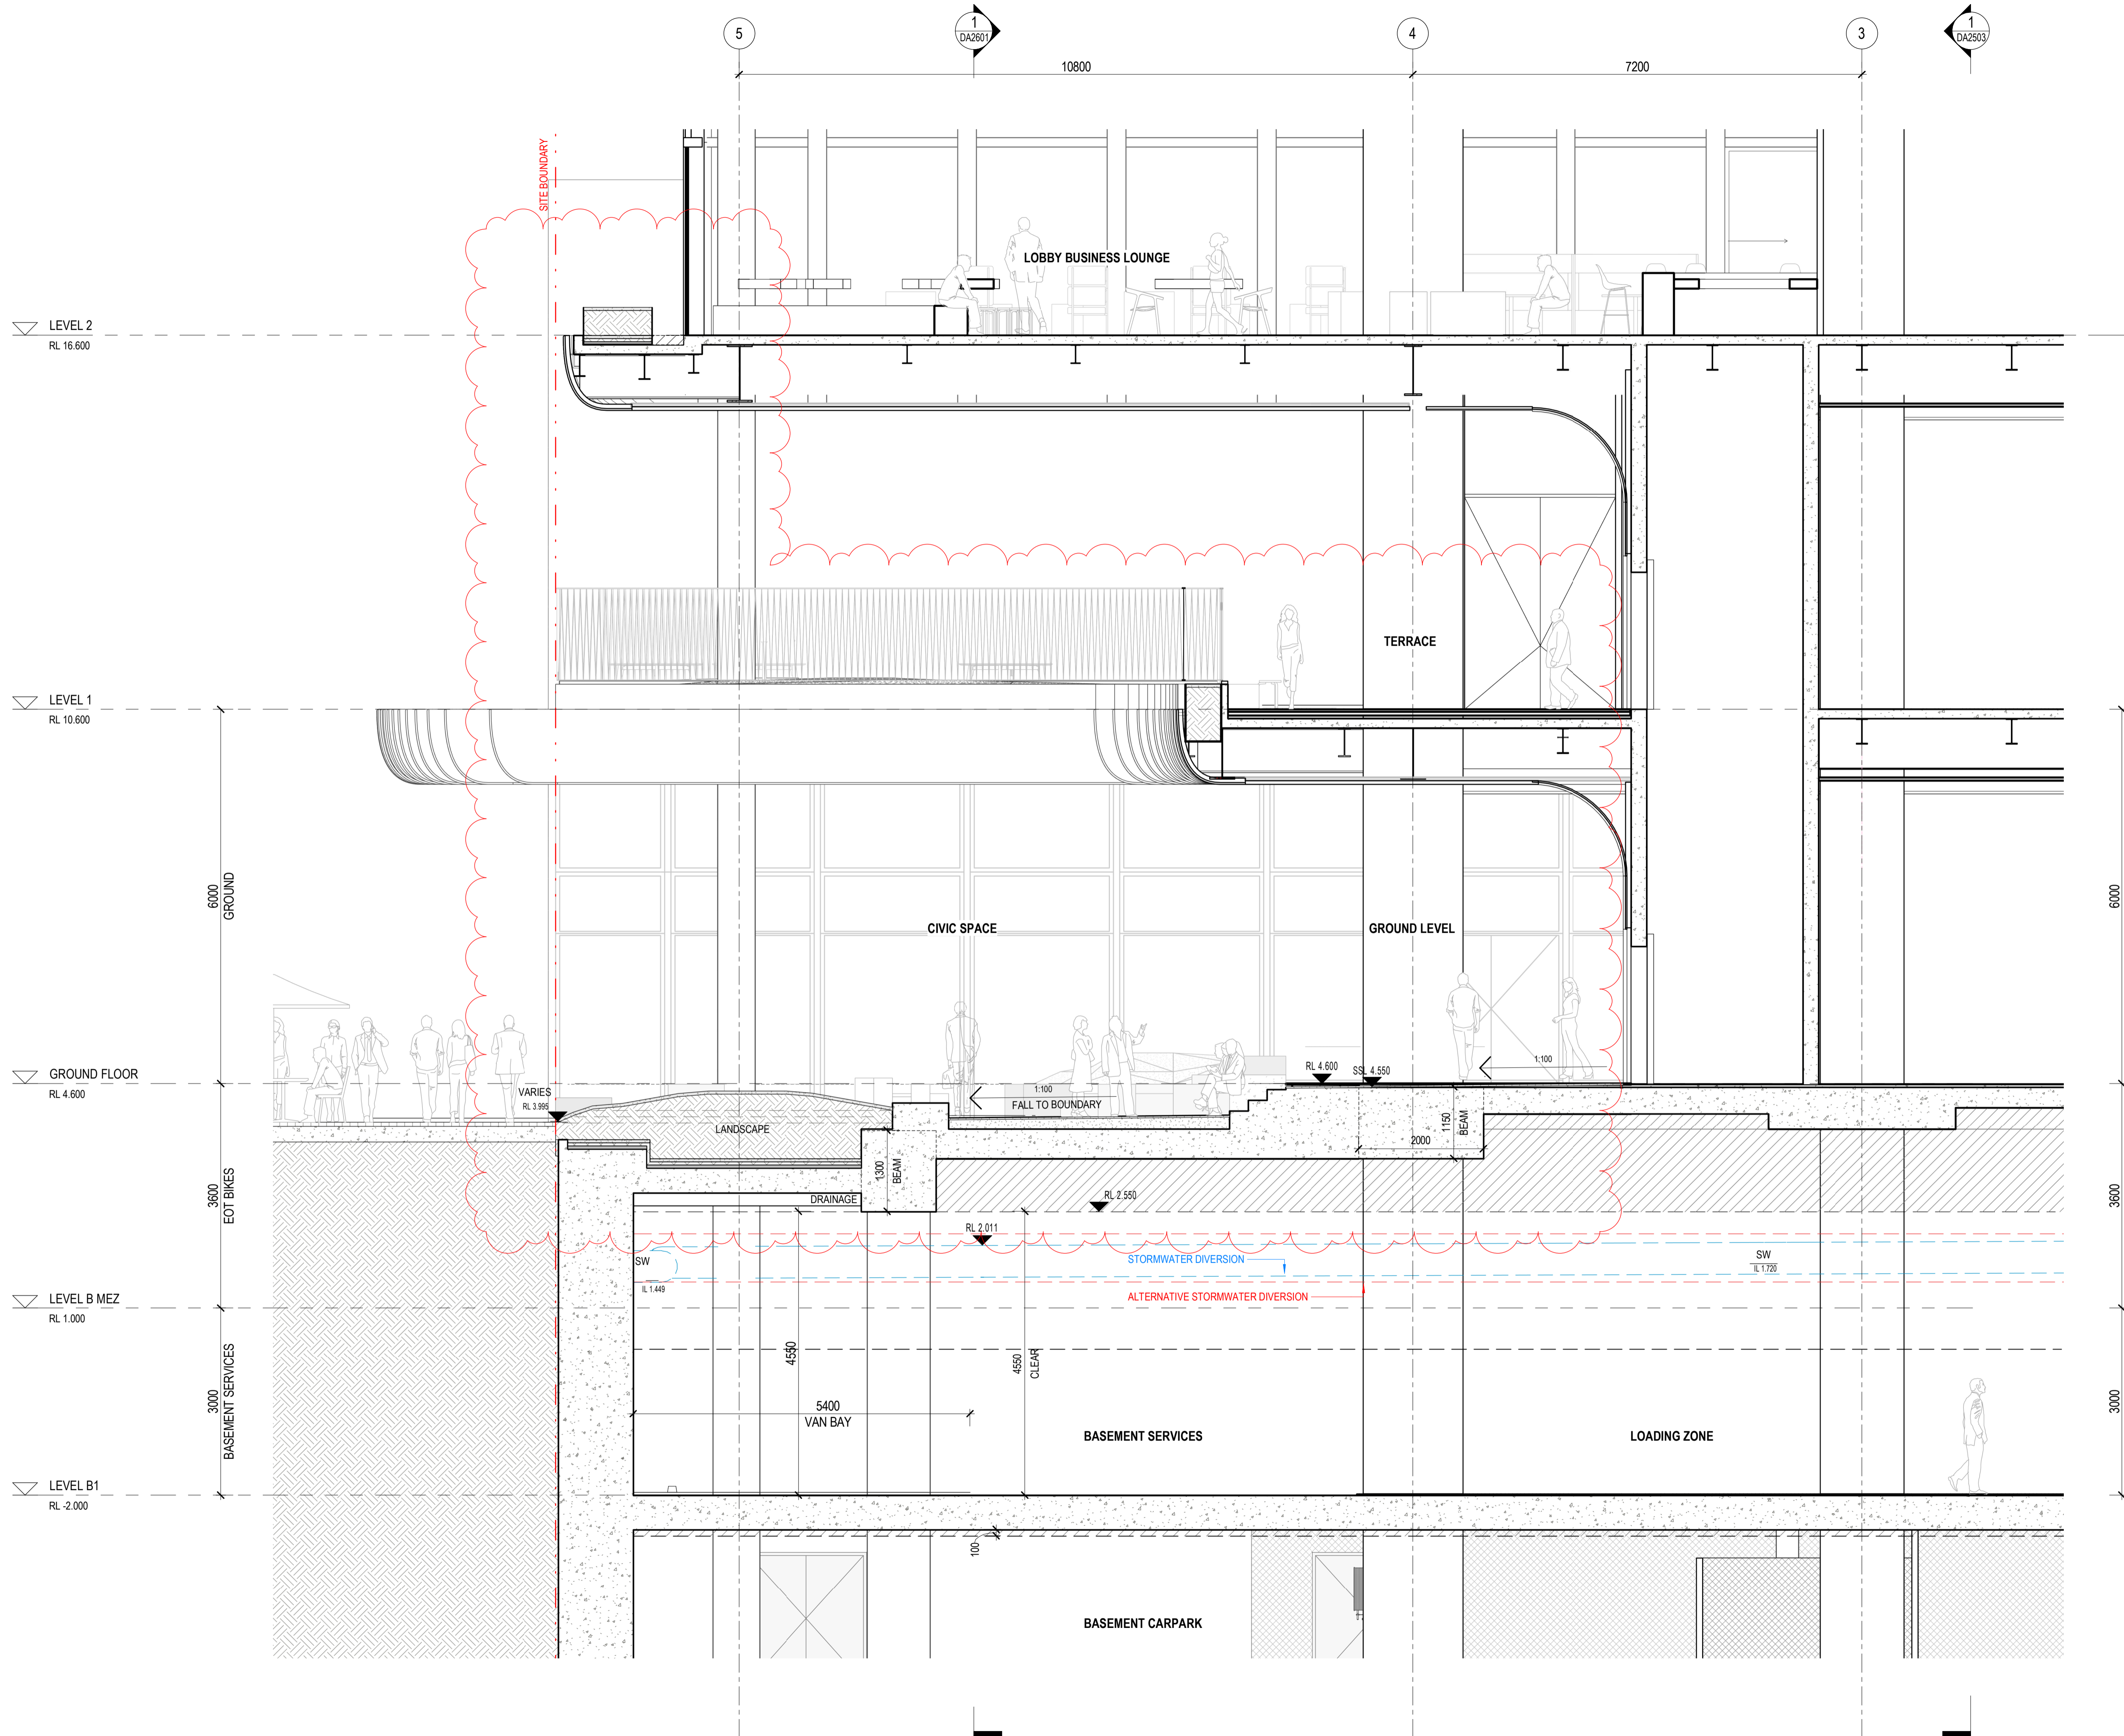 5
1
DA2601
4
3
1
DA2503
10800
7200
SITE BOUNDARY
LOBBY BUSINESS LOUNGE
LEVEL 2
RL 16.600
TERRACE
LEVEL 1
RL 10.600
6000
GROUND
6000
CIVIC SPACE
GROUND LEVEL
GROUND FLOOR
RL 4.600
VARIES
RL 3.995
1:100
FALL TO BOUNDARY
RL 4.600
SSL 4.550
1:100
LANDSCAPE
1300
BEAM
1150
BEAM
2000
3600
EOT BIKES
3600
DRAINAGE
RL 2.550
RL 2.011
SW
IL 1.449
STORMWATER DIVERSION
SW
IL 1.720
ALTERNATIVE STORMWATER DIVERSION
LEVEL B MEZ
RL 1.000
3000
BASEMENT SERVICES
3000
4550
4550
CLEAR
5400
VAN BAY
BASEMENT SERVICES
LOADING ZONE
LEVEL B1
RL -2.000
100
BASEMENT CARPARK